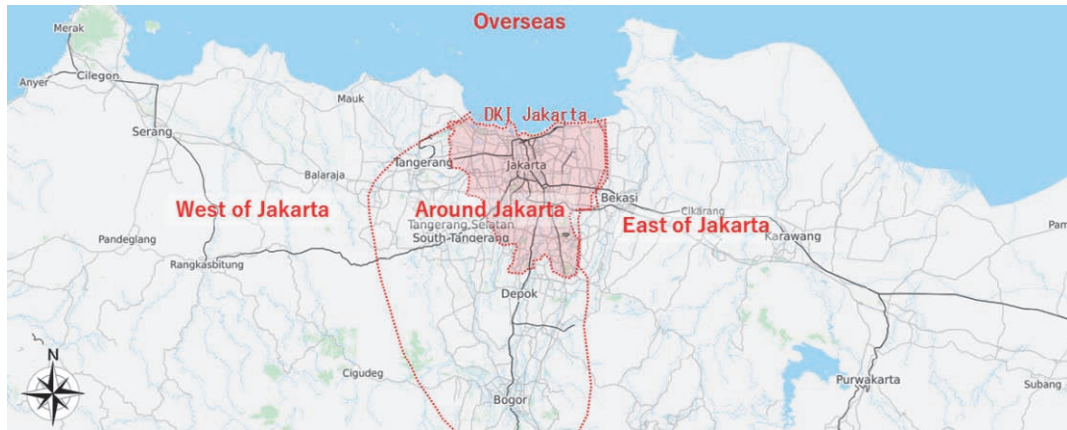 Overseas
Merak
Anyer
Cilegon
Mauk
DKI Jakarta
Serang
Tangerang
Jakarta
Balaraja
Bekasi
West of Jakarta
Around Jakarta
Cikarang
East of Jakarta
Tangerang Selatan
South Tangerang
Karawang
Pam
Pandeglang
Rangkasbitung
Depok
N
Cigudeg
Purwakarta
Subang
Bogor